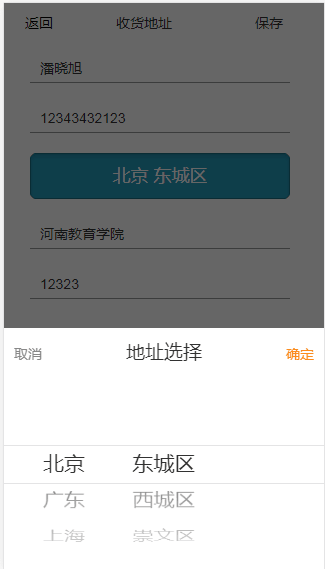 返回 收货地址 保存
潘晓旭
12343432123
北京 东城区
河南教育学院
12323
取消 地址选择 确定
北京 东城区
广东 西城区
上海 崇文区